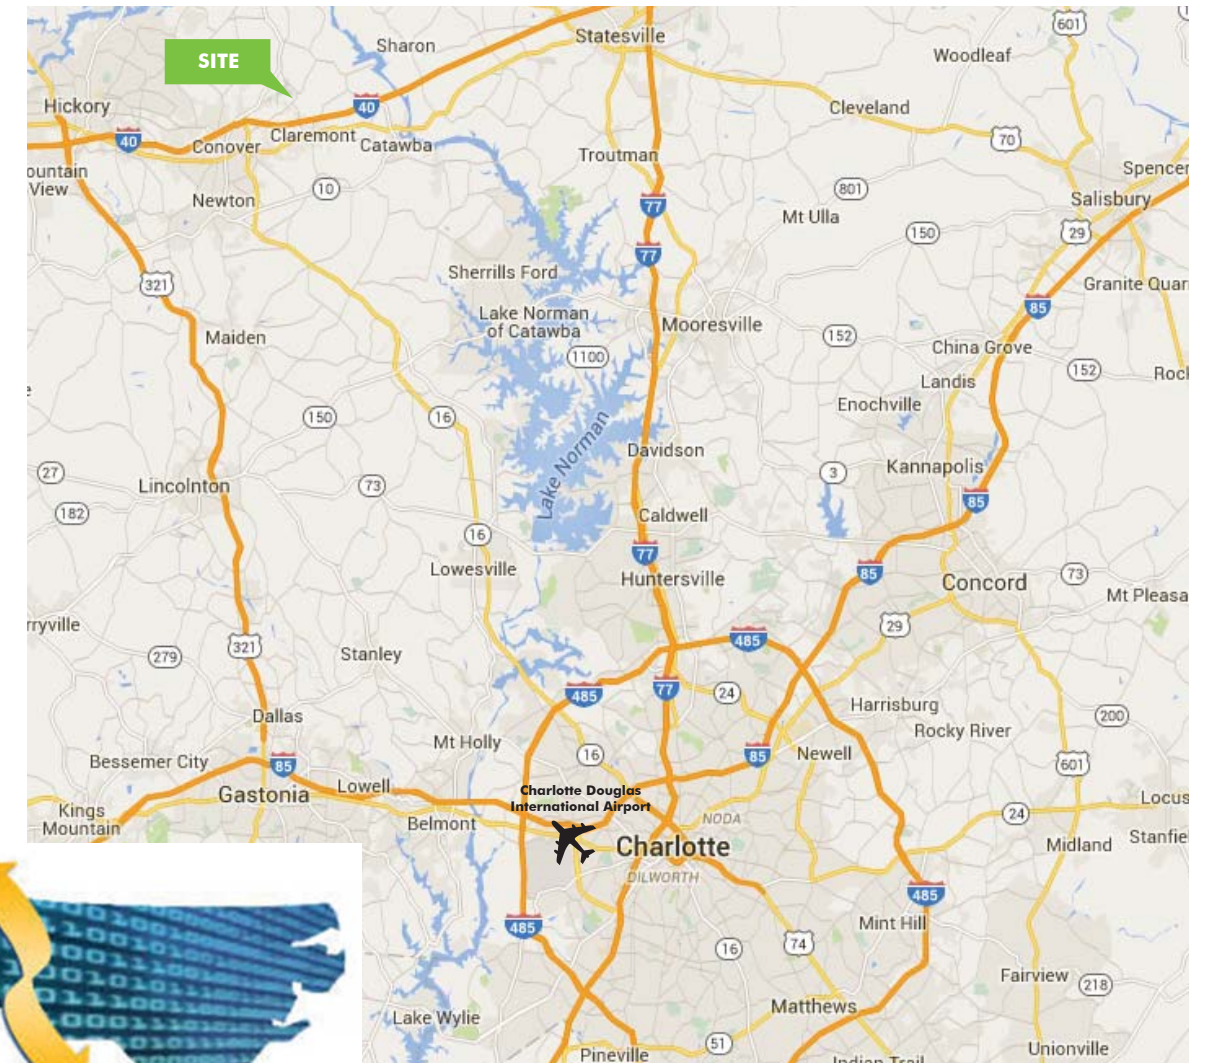 601
Statesville
Sharon
Woodleaf
SITE
Hickory
40
Cleveland
40
Claremont
70
Conover
Catawba
Troutman
ountain
View
Spencer
10
801
Newton
77
Salisbury
Mt Ulla
150
29
77
Sherrills Ford
321
Granite Quar
85
Lake Norman
of Catawba
Mooresville
Maiden
152
China Grove
1100
152
Roc
Landis
Enochville
150
16
Lake Norman
Davidson
27
Kannapolis
3
Lincolnton
73
85
182
Caldwell
16
77
Lowesville
85
73
Huntersville
Concord
Mt Pleasa
rryville
29
485
321
279
Stanley
485
77
24
Harrisburg
Dallas
200
Rocky River
Mt Holly
16
85
Newell
Bessemer City
85
601
Lowell
Charlotte Douglas
International Airport
Gastonia
Locus
Kings
Mountain
24
NODA
Belmont
Charlotte
Midland
Stanfie
DILWORTH
485
485
Mint Hill
16
74
Fairview
218
Matthews
Lake Wylie
51
Pineville
Unionville
Indian Trail